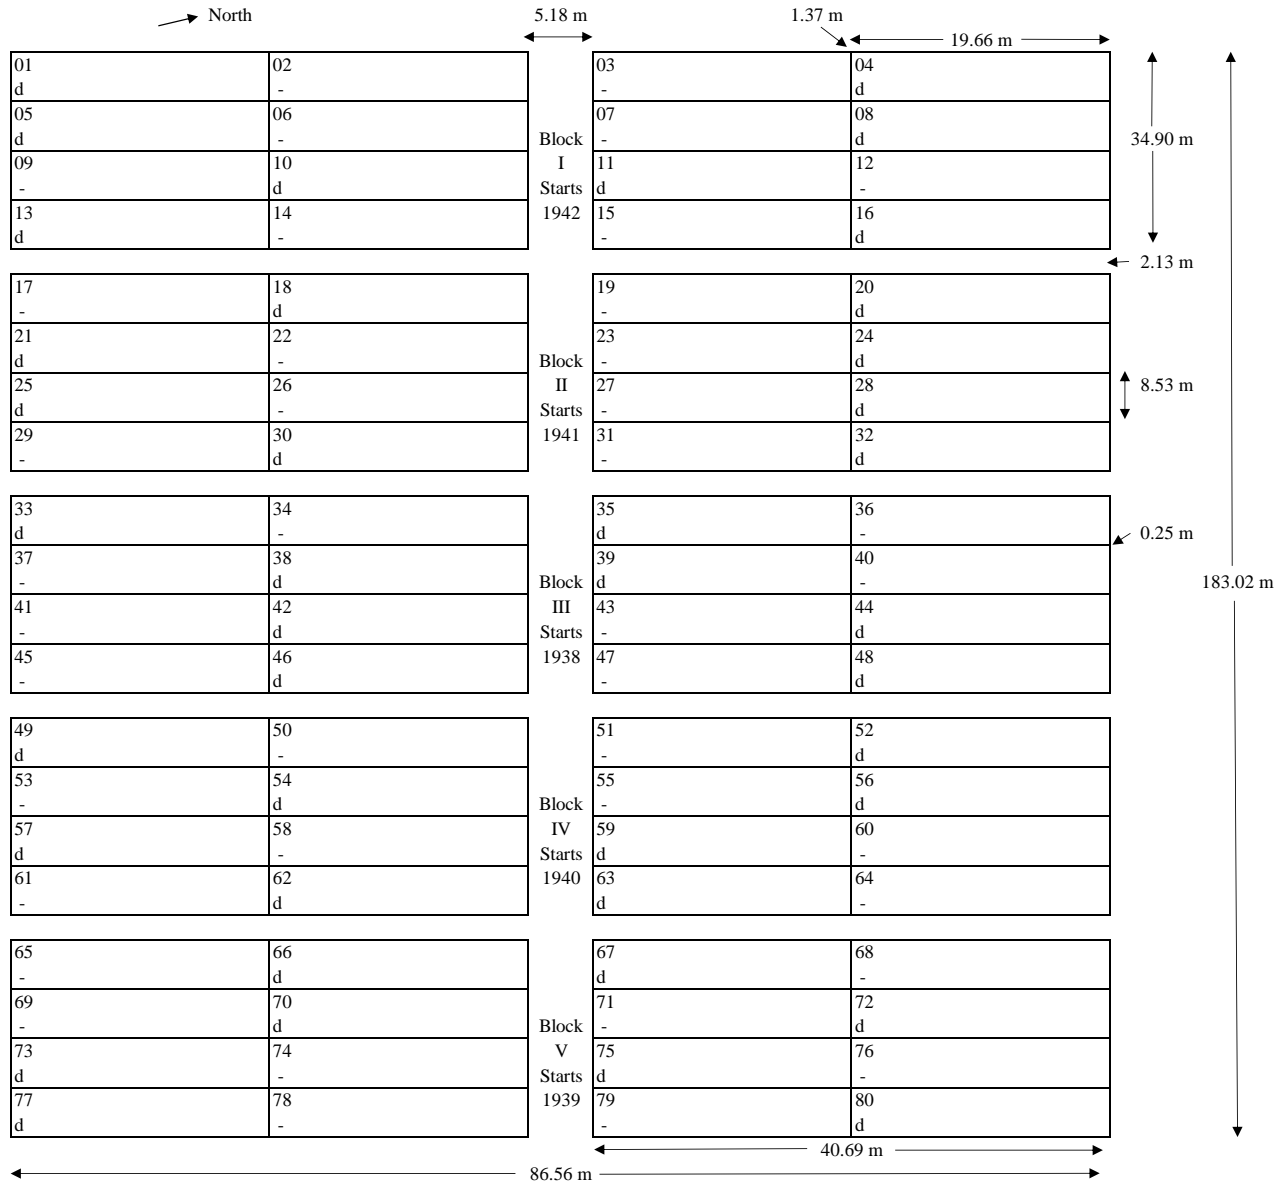 North 5.18 m 1.37 m
19.66 m
01 02 03 04
d - - d
05 06 07 08
d - Block - d 34.90 m
09 10 I 11 12
- d Starts d -
13 14 1942 15 16
d - - d
2.13 m
17 18 19 20
- d - d
21 22 23 24
d - Block - d
25 26 II 27 28 8.53 m
d - Starts - d
29 30 1941 31 32
- d - d
33 34 35 36
d - d - 0.25 m
37 38 39 40
- d Block d - 183.02 m
41 42 III 43 44
- d Starts - d
45 46 1938 47 48
- d - d
49 50 51 52
d - - d
53 54 55 56
- d Block - d
57 58 IV 59 60
d - Starts d -
61 62 1940 63 64
- d d -
65 66 67 68
- d d -
69 70 71 72
- d Block - d
73 74 V 75 76
d - Starts d -
77 78 1939 79 80
d - - d
40.69 m
86.56 m